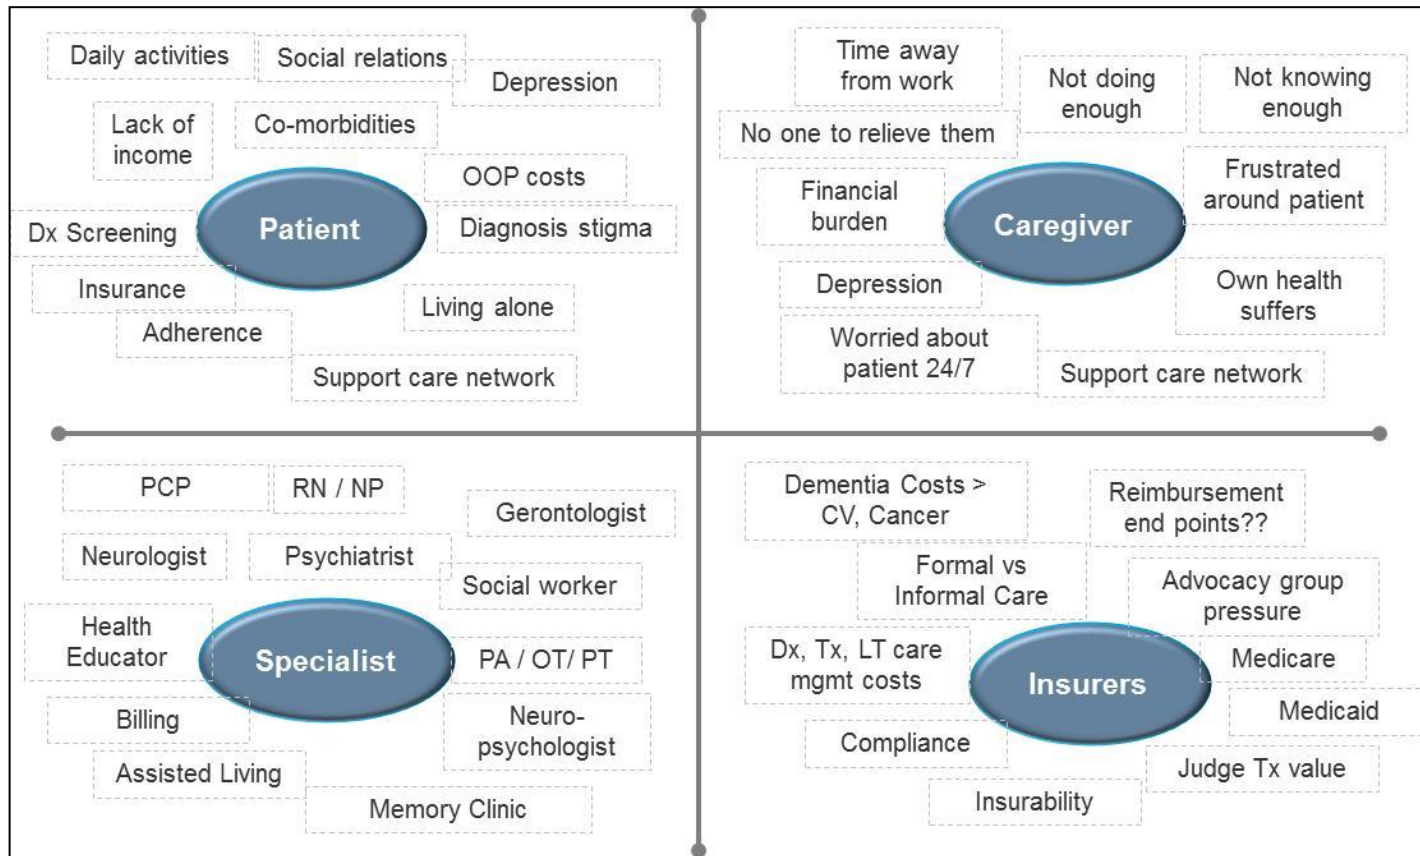 Daily activities
Social relations
Depression
Lack of
income
Co-morbidities
OOP costs
Patient
Diagnosis stigma
Dx Screening
Insurance
Living alone
Adherence
Support care network
Time away
from work
Not doing
enough
Not knowing
enough
No one to relieve them
Frustrated
around patient
Financial
burden
Caregiver
Depression
Own health
suffers
Worried about
patient 24/7
Support care network
PCP
RN / NP
Gerontologist
Neurologist
Psychiatrist
Social worker
Health
Educator
Specialist
PA / OT/ PT
Billing
Neuro-
psychologist
Assisted Living
Memory Clinic
Dementia Costs >
CV, Cancer
Reimbursement
end points??
Formal vs
Informal Care
Advocacy group
pressure
Dx, Tx, LT care
mgmt costs
Insurers
Medicare
Medicaid
Compliance
Judge Tx value
Insurability